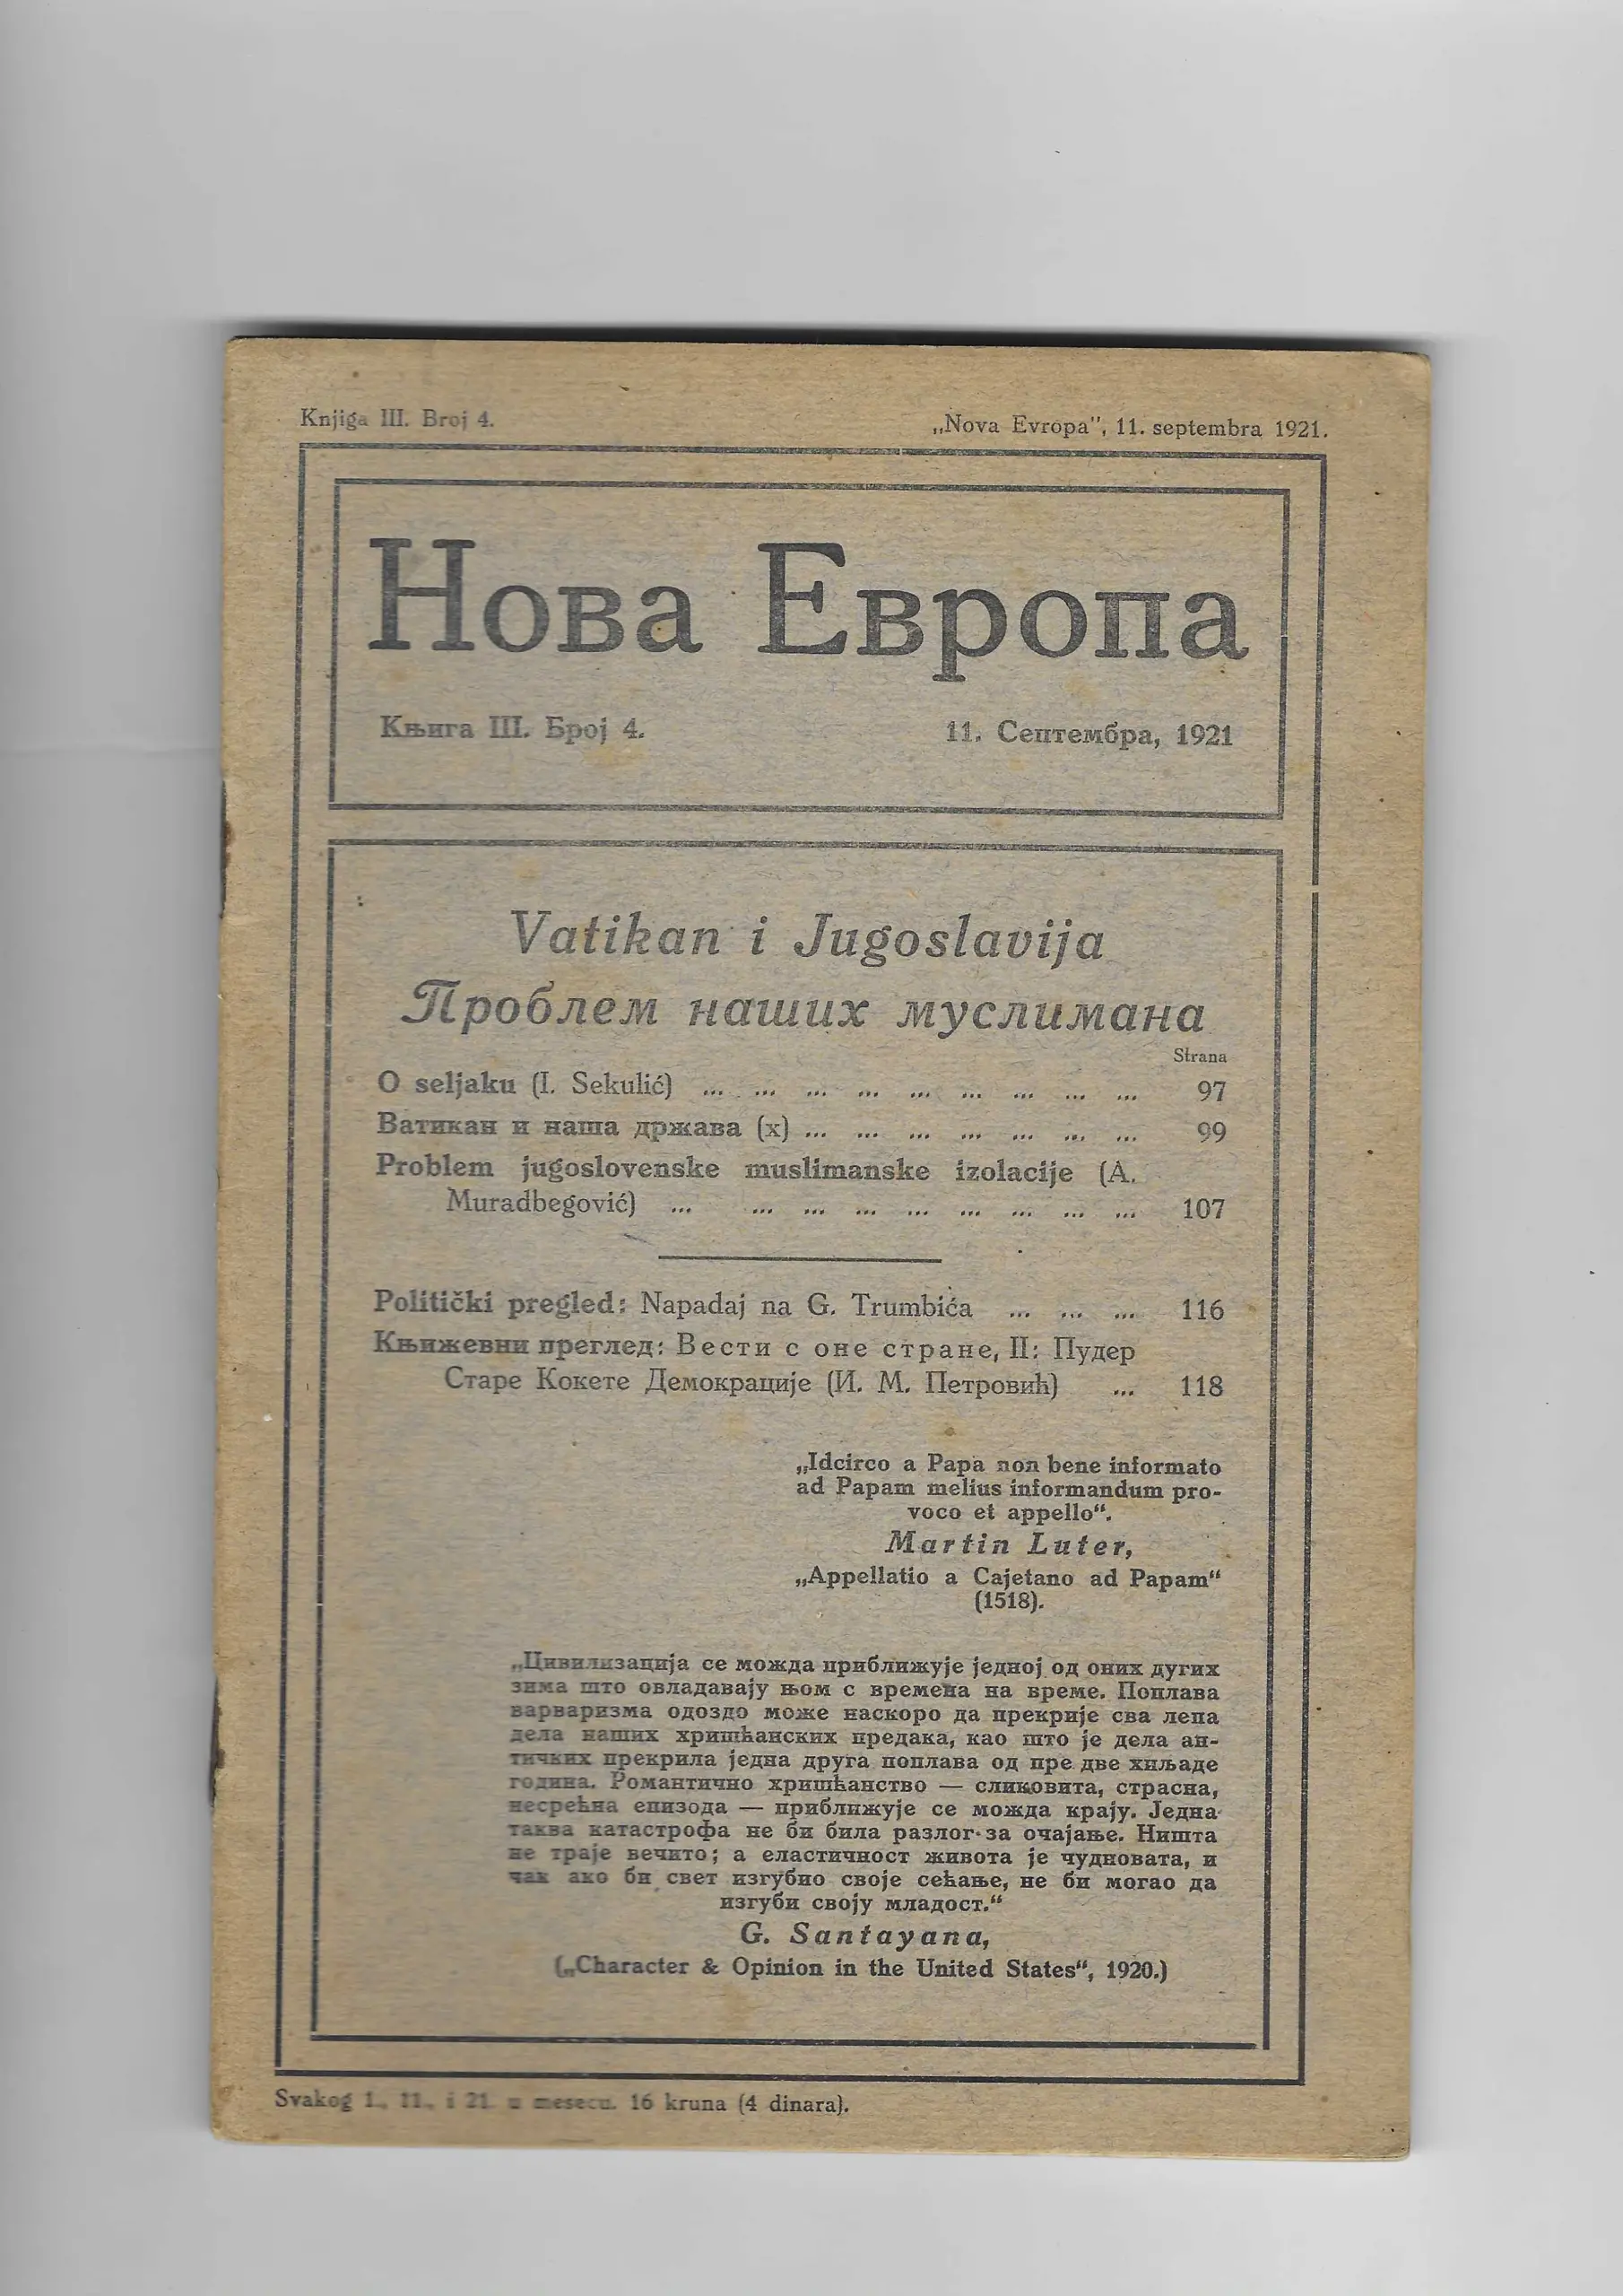 Knjiga III. Broj 4.
„Nova Evropa", 11. septembra 1921.
Нова Европа
Књига III. Број 4.
11. Септембра, 1921
Vatikan i Jugoslavija
Проблем наших муслимана
Strana
O seljaku (I. Sekulić) ... ... ... ... ... ... ... ... ... 97
Ватикан и наша држава (x) ... ... ... ... ... ... ... 99
Problem jugoslovenske muslimanske izolacije (A.
Muradbegović) ... ... ... ... ... ... ... ... ... 107
Politički pregled: Napadaj na G. Trumbića ... ... ... 116
Књижевни преглед: Вести с оне стране, II: Пудер
Старе Кокете Демокрације (И. М. Петровић) ... 118
„Idcirco a Papa non bene informato
ad Papam melius informandum pro-
voco et appello“.
Martin Luter,
„Appellatio a Cajetano ad Papam“
(1518).
„Цивилизација се можда приближује једној од оних дугих
зима што овладавају њом с времена на време. Поплава
варваризма одоздо може наскоро да прекрије сва лепа
дела наших хришћанских предака, као што је дела ан-
тичких прекрила једна друга поплава од пре две хиљаде
година. Романтично хришћанство — сликовита, страсна,
несрећна епизода — приближује се можда крају. Једна
таква катастрофа не би била разлог за очајање. Ништа
не траје вечито; а еластичност живота је чудновата, и
чак ако би свет изгубио своје сећање, не би могао да
изгуби своју младост.“
G. Santayana,
(„Character & Opinion in the United States“, 1920.)
Svakog 1., 11., i 21. u mesecu. 16 kruna (4 dinara).